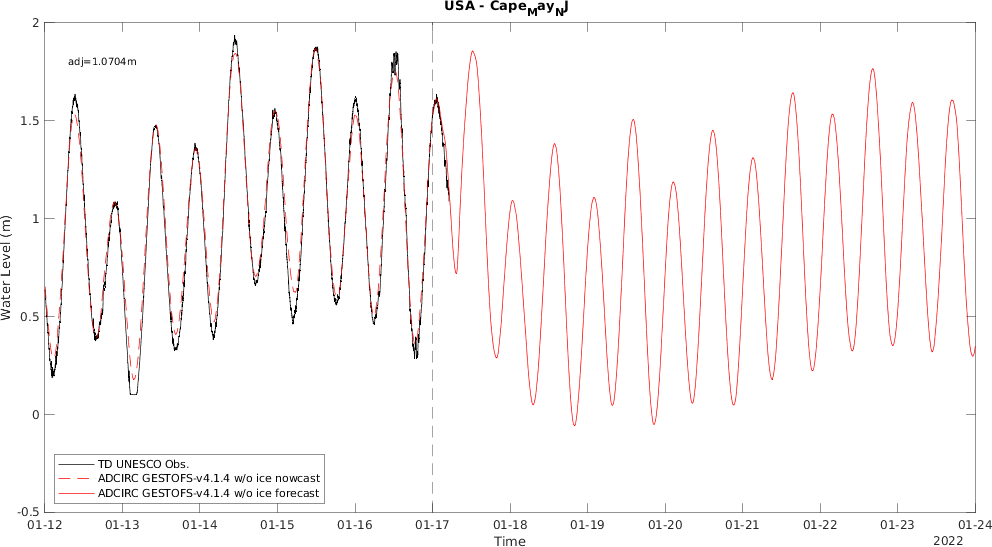 USA - CapeMayNJ
2
adj=1.0704m
1.5
1
0.5
0
-0.5
Water Level (m)
TD UNESCO Obs.
ADCIRC GESTOFS-v4.1.4 w/o ice nowcast
ADCIRC GESTOFS-v4.1.4 w/o ice forecast
01-12 01-13 01-14 01-15 01-16 01-17 01-18 01-19 01-20 01-21 01-22 01-23 01-24
Time
2022